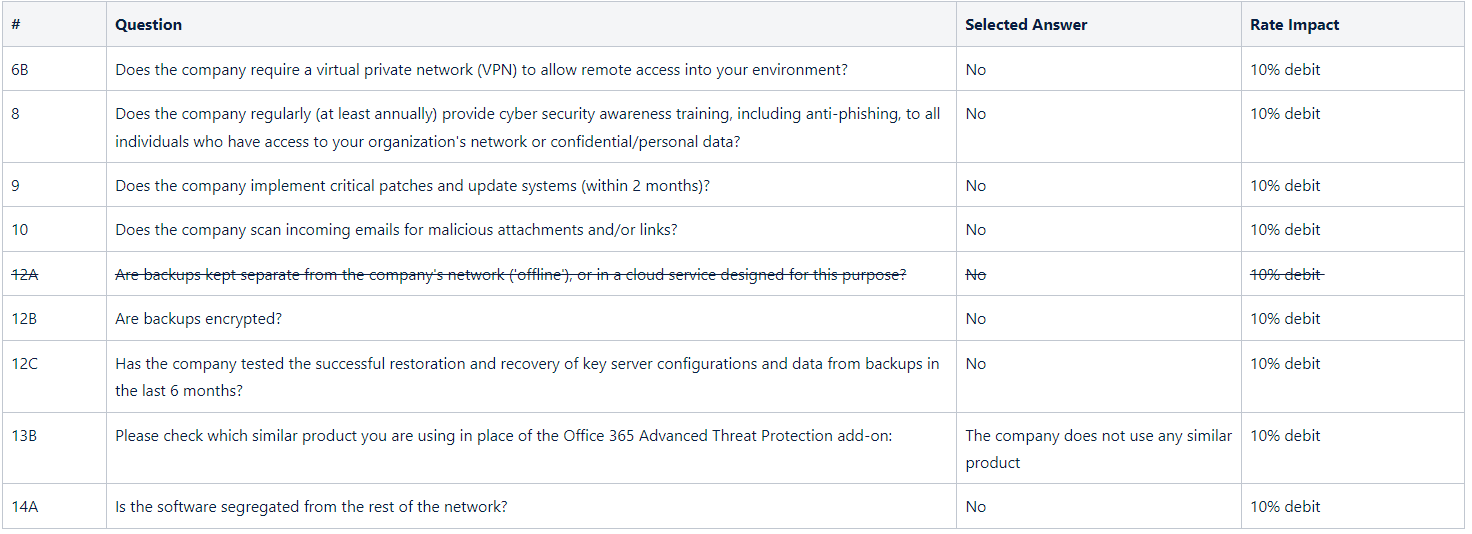 # Question Selected Answer Rate Impact
6B Does the company require a virtual private network (VPN) to allow remote access into your environment? No 10% debit
8 Does the company regularly (at least annually) provide cyber security awareness training, including anti-phishing, to all No 10% debit
individuals who have access to your organization's network or confidential/personal data?
9 Does the company implement critical patches and update systems (within 2 months)? No 10% debit
10 Does the company scan incoming emails for malicious attachments and/or links? No 10% debit
12A Are backups kept separate from the company's network ('offline'), or in a cloud service designed for this purpose? No 10% debit
12B Are backups encrypted? No 10% debit
12C Has the company tested the successful restoration and recovery of key server configurations and data from backups in No 10% debit
the last 6 months?
13B Please check which similar product you are using in place of the Office 365 Advanced Threat Protection add-on: The company does not use any similar 10% debit
product
14A Is the software segregated from the rest of the network? No 10% debit